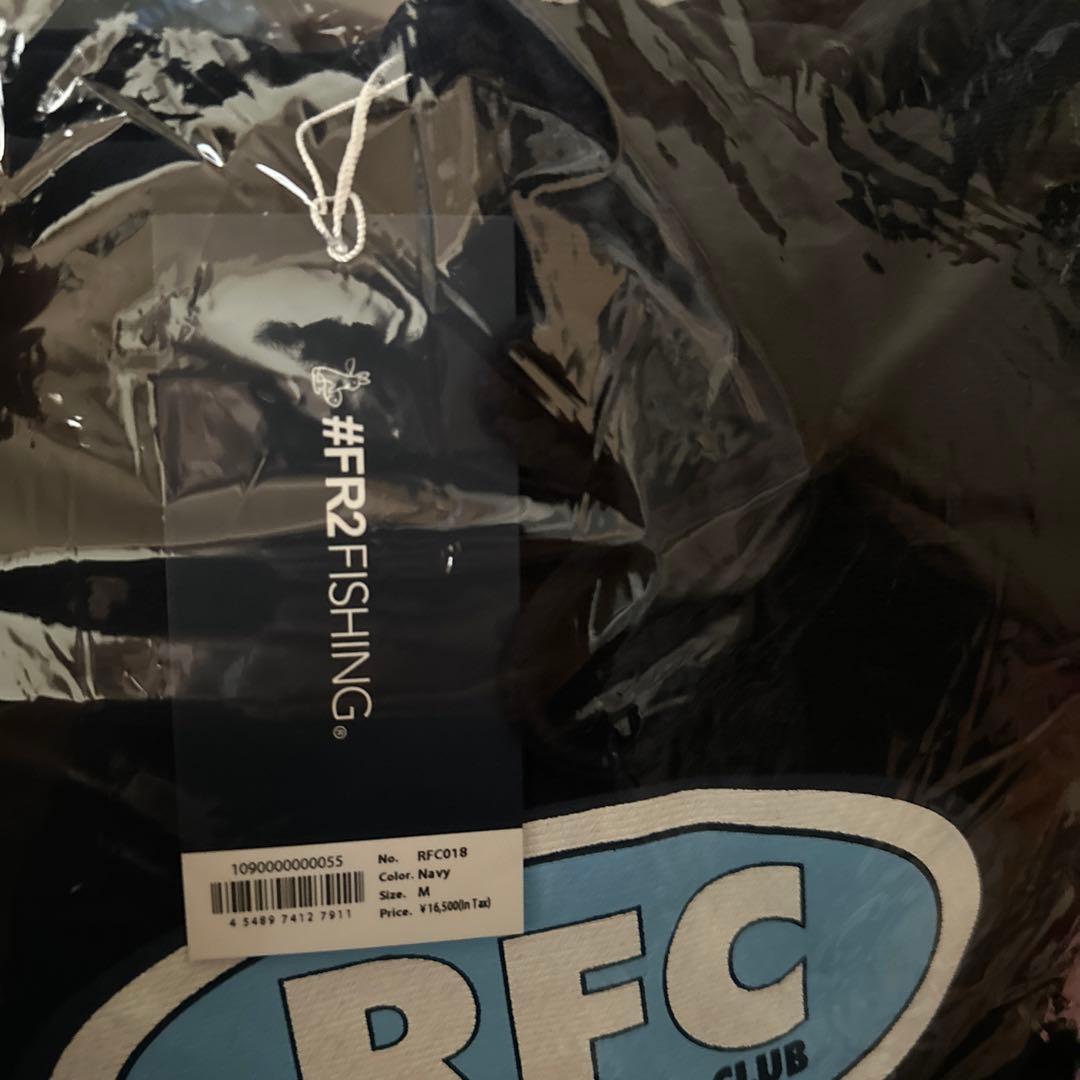 #FR2FISHING®
1090000000055
4 5489 7412 7911
No. RFC018
Color. Navy
Size. M
Price. ¥16,500(In Tax)
RFC
CLUB